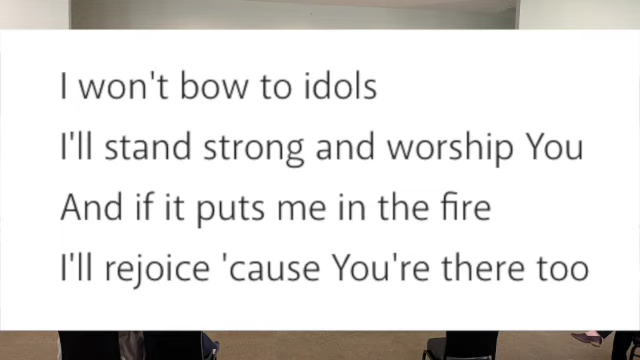 I won't bow to idols
I'll stand strong and worship You
And if it puts me in the fire
I'll rejoice 'cause You're there too